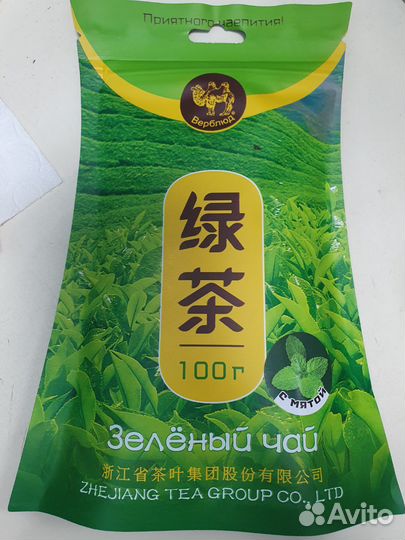 Приятного чаепития!
Верблюд®
绿
茶
100г
с мятой
Зелёный чай
浙江省茶叶集团股份有限公司
ZHEJIANG TEA GROUP CO., LTD
Avito